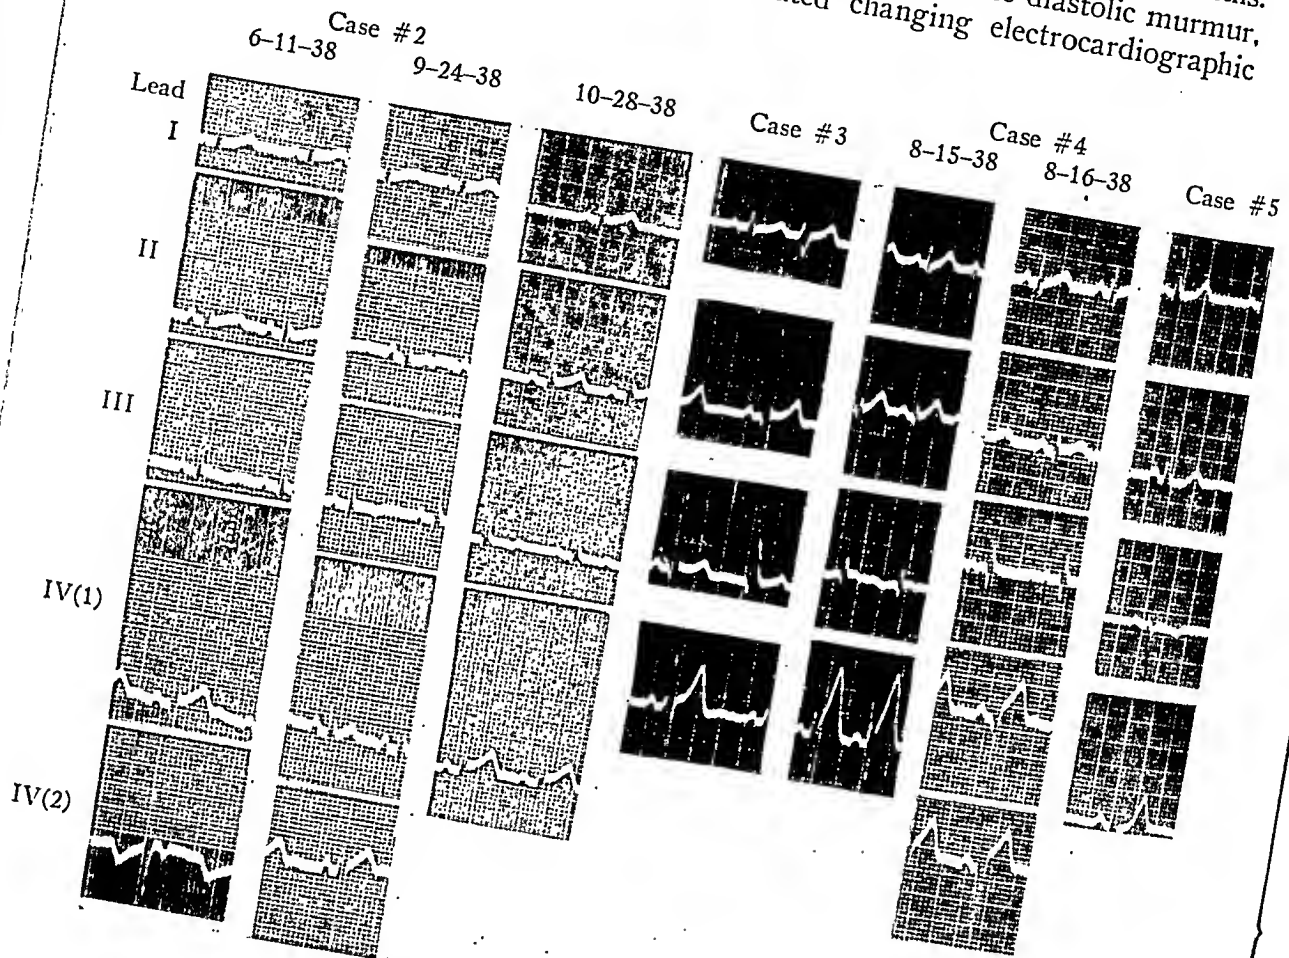 diastolic murmur,
changing electrocardiographic
Case #2
6–11–38
9–24–38
10–28–38
Case #3
Case #4
8–15–38
8–16–38
Case #5
Lead
I
II
III
IV(1)
IV(2)